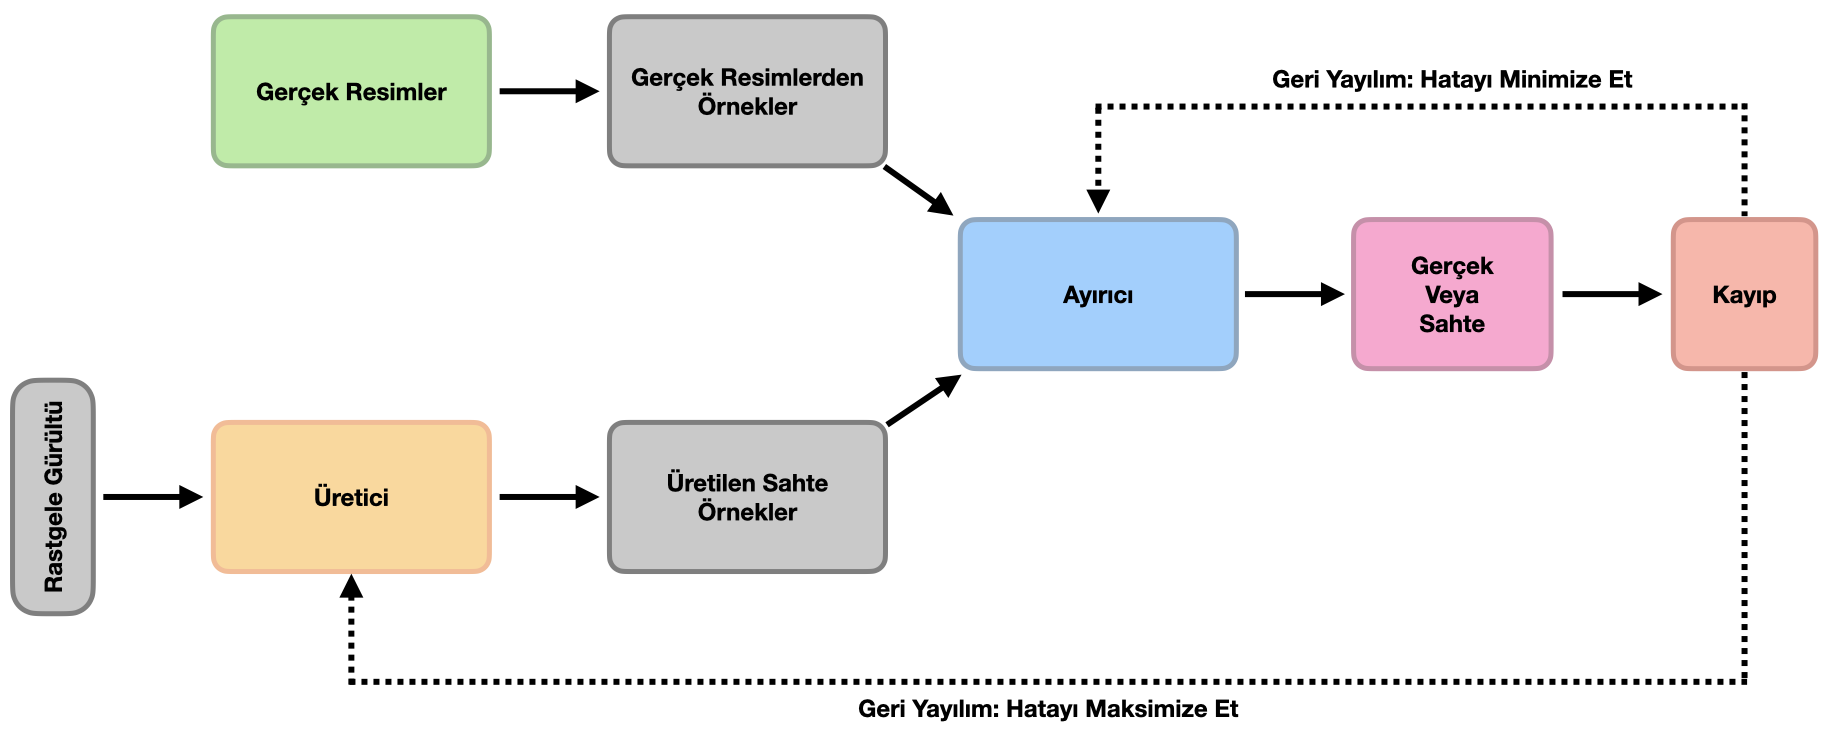 Gerçek Resimler
Gerçek Resimlerden
Örnekler
Geri Yayılım: Hatayı Minimize Et
Ayırıcı
Gerçek
Veya
Sahte
Kayıp
Rastgele Gürültü
Üretici
Üretilen Sahte
Örnekler
Geri Yayılım: Hatayı Maksimize Et